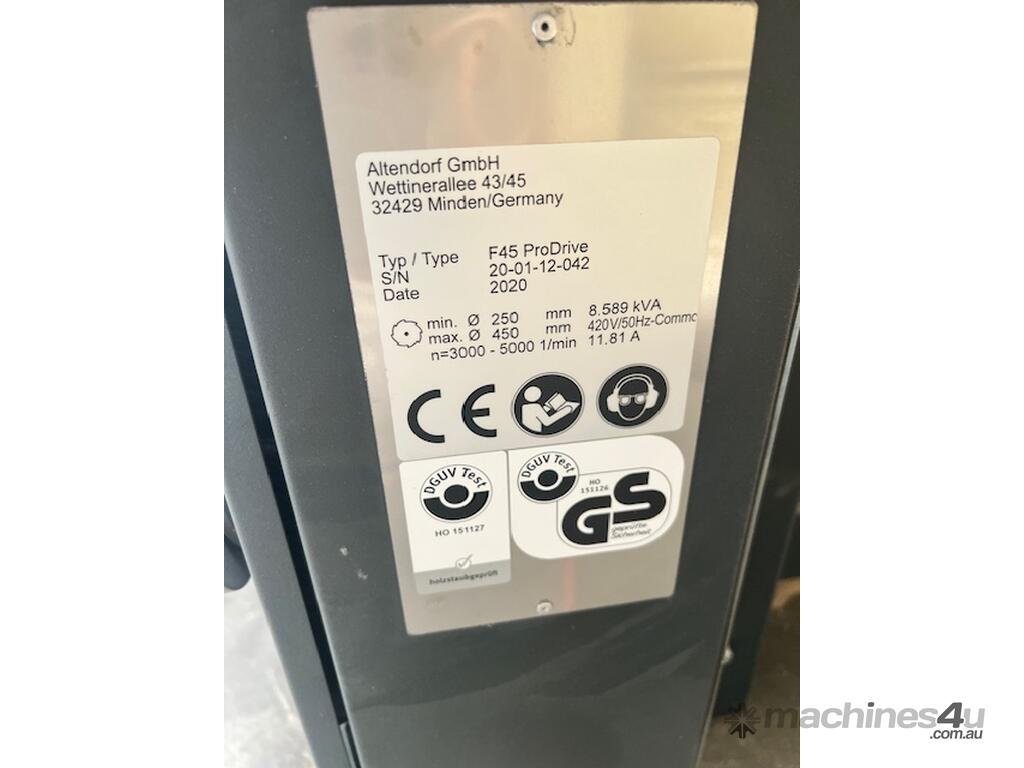 Altendorf GmbH
Wettinerallee 43/45
32429 Minden/Germany
Typ / Type F45 ProDrive
S/N 20-01-12-042
Date 2020
min. Ø 250 mm 8.589 kVA
max. Ø 450 mm 420V/50Hz-Commo
n=3000 - 5000 1/min 11.81 A
CE
DGUV Test
HO 151127
holzstaubgeprüft
DGUV Test
HO
151126
GS
geprüfte
Sicherheit
machines4u
.com.au